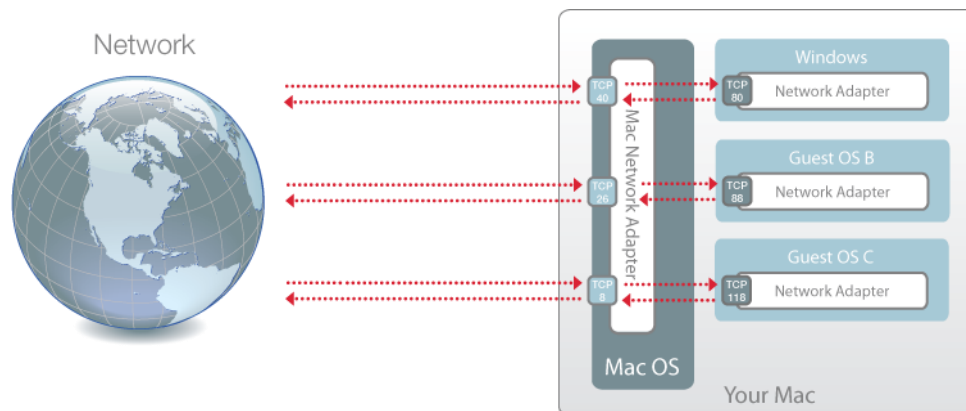 Network
Windows
TCP
40
TCP
80
Network Adapter
Mac Network Adapter
Guest OS B
TCP
26
TCP
88
Network Adapter
Guest OS C
TCP
8
TCP
118
Network Adapter
Mac OS
Your Mac